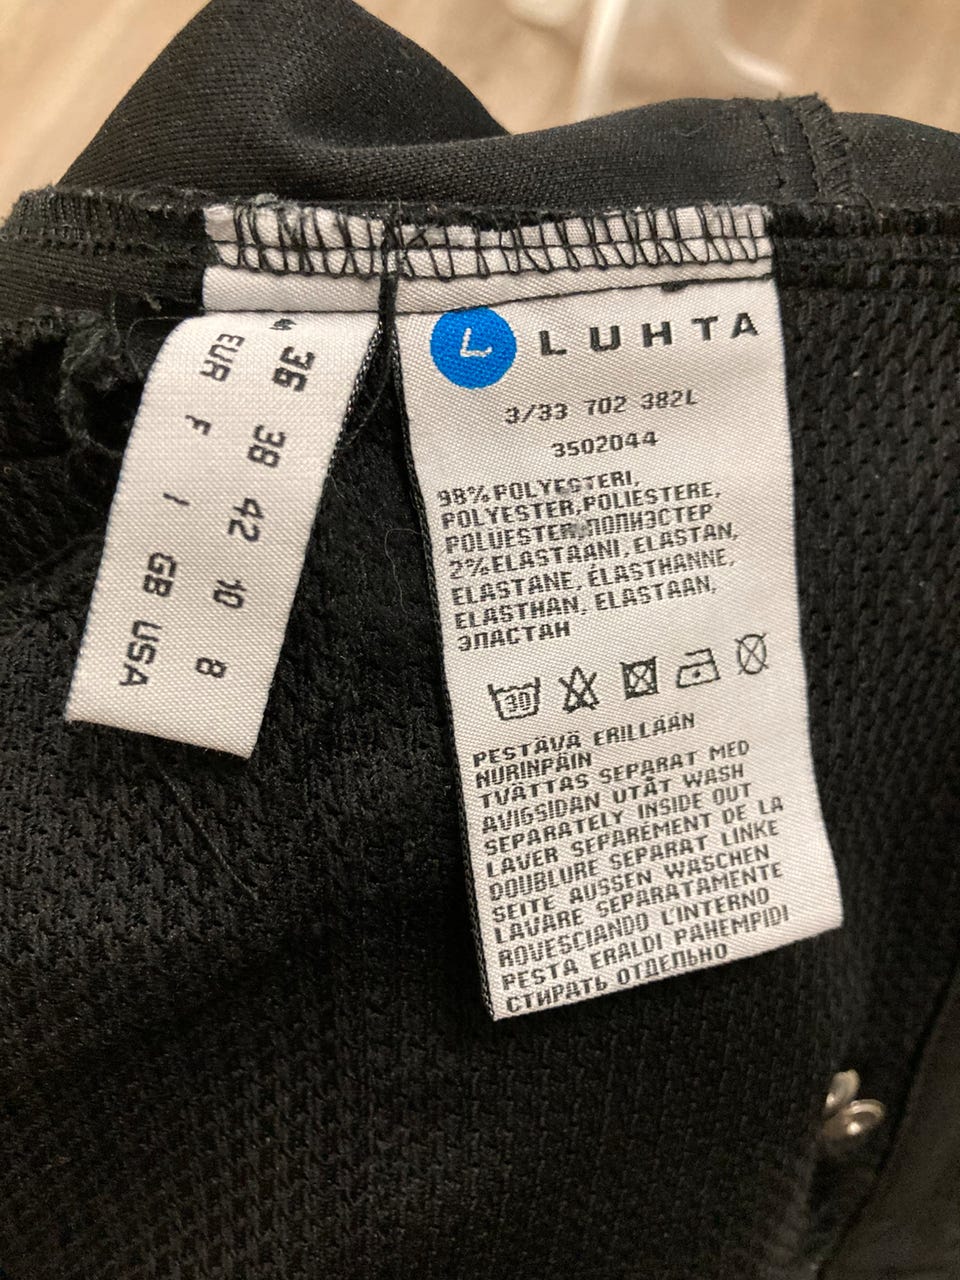 36 38 42 10 8
EUR F I GB USA
L LUHTA
3/33 702 382L
3502044
98% POLYESTERI,
POLYESTER,POLIESTERE,
POLUESTER,ПОЛИЭСТЕР
2%ELASTAANI, ELASTAN,
ELASTANE, ÉLASTHANNE,
ELASTHAN, ELASTAAN,
ЭЛАСТАН
30
PESTÄVÄ ERILLÄÄN
NURINPÄIN
TVÄTTAS SEPARAT MED
AVIGSIDAN UTÅT WASH
SEPARATELY INSIDE OUT
LAVER SEPAREMENT DE LA
DOUBLURE SEPARAT LINKE
SEITE AUSSEN WASCHEN
LAVARE SEPARATAMENTE
ROVESCIANDO L'INTERNO
PESTA ERALDI PAHEMPIDI
СТИРАТЬ ОТДЕЛЬНО